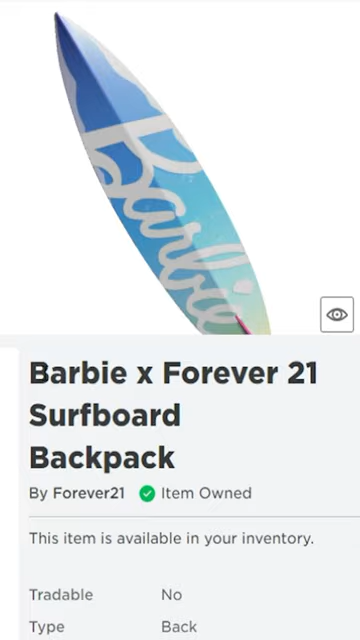 Barbie
Barbie x Forever 21
Surfboard
Backpack
By Forever21 Item Owned
This item is available in your inventory.
Tradable No
Type Back